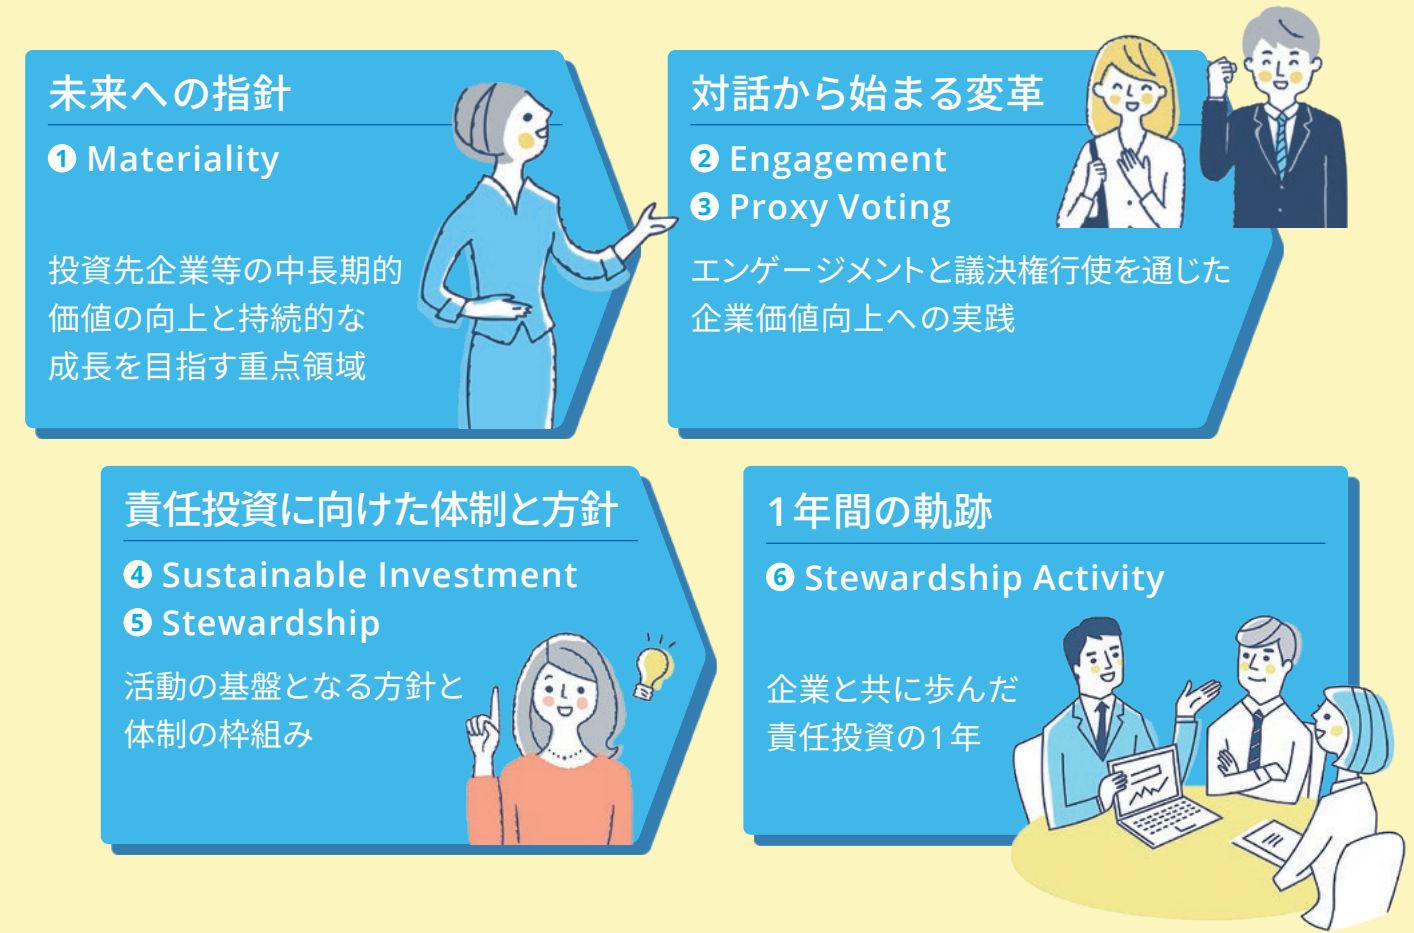 未来への指針
1 Materiality
投資先企業等の中長期的
価値の向上と持続的な
成長を目指す重点領域
対話から始まる変革
2 Engagement
3 Proxy Voting
エンゲージメントと議決権行使を通じた
企業価値向上への実践
責任投資に向けた体制と方針
4 Sustainable Investment
5 Stewardship
活動の基盤となる方針と
体制の枠組み
1年間の軌跡
6 Stewardship Activity
企業と共に歩んだ
責任投資の1年